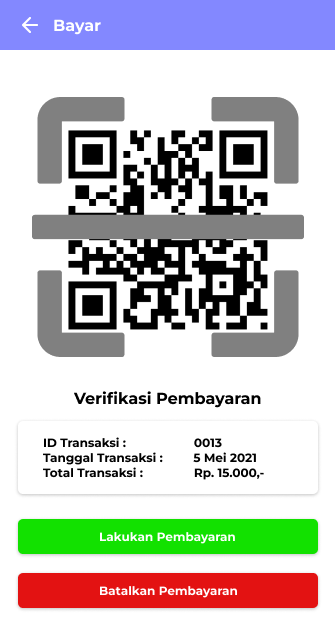 Bayar
Verifikasi Pembayaran
ID Transaksi : 0013
Tanggal Transaksi : 5 Mei 2021
Total Transaksi : Rp. 15.000,-
Lakukan Pembayaran
Batalkan Pembayaran